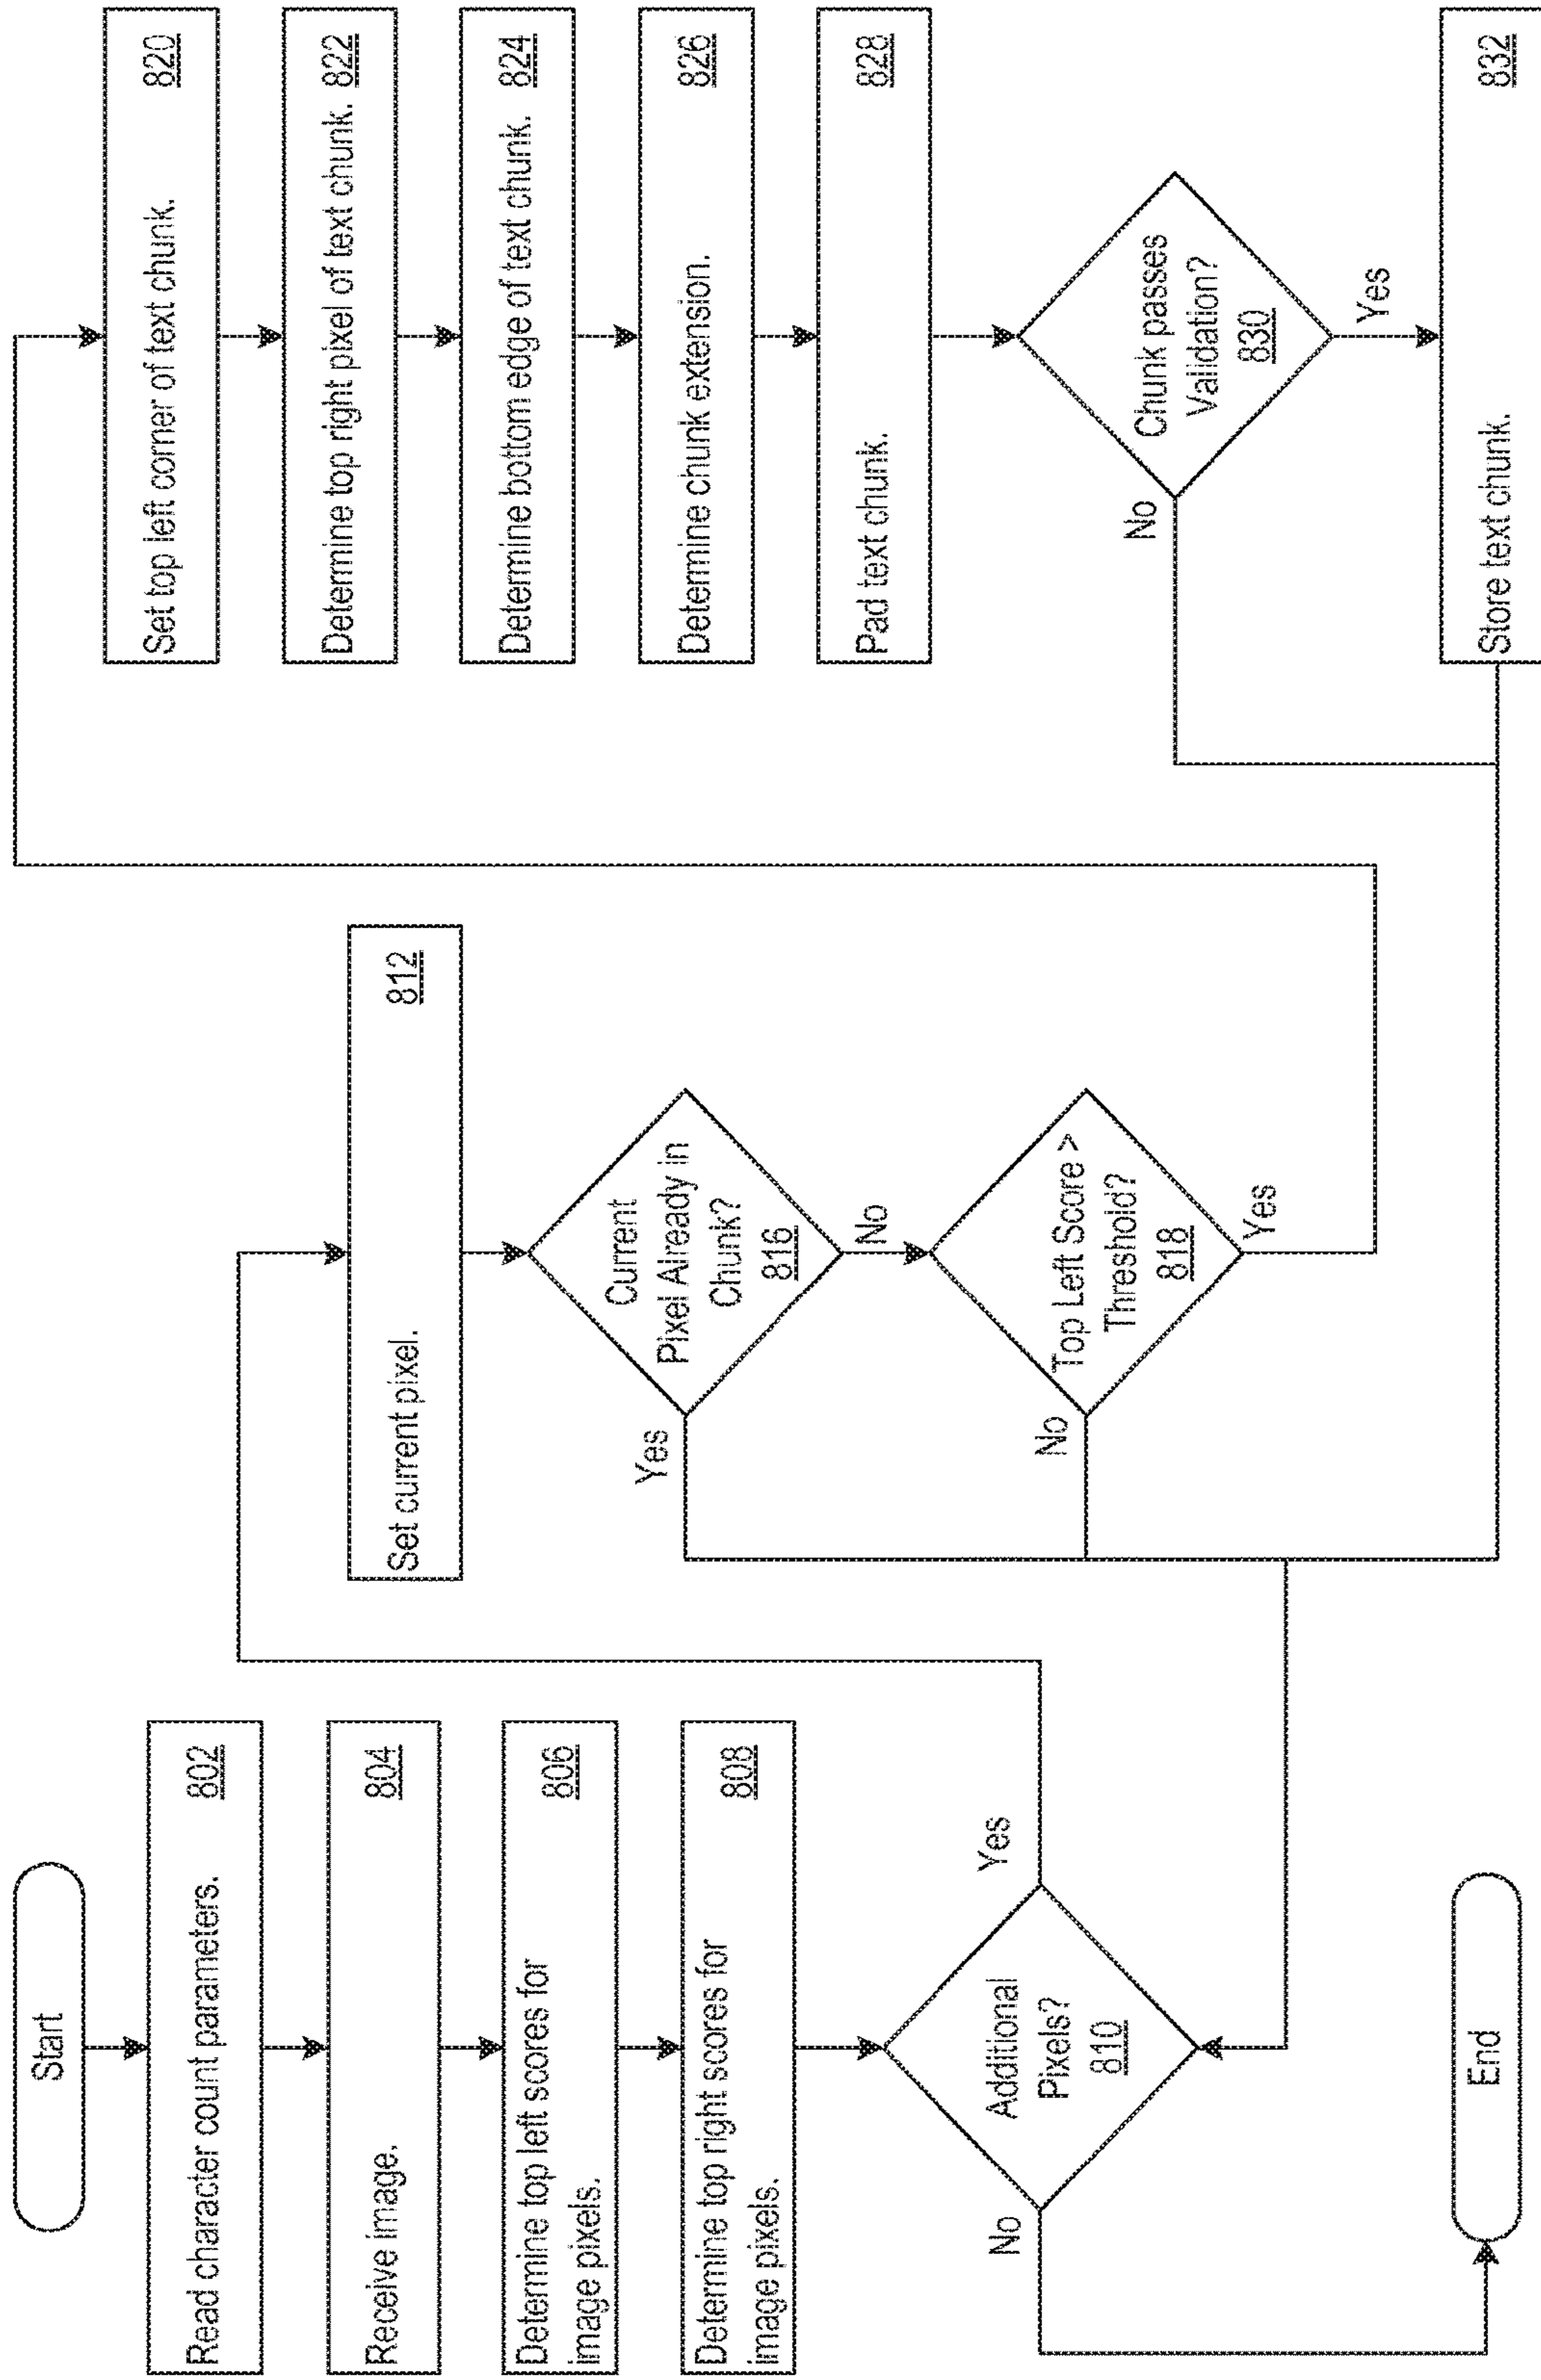 Start
Read character count parameters. 802
Receive image. 804
Determine top left scores for 806
image pixels.
Determine top right scores for 808
image pixels.
Additional
Pixels?
810
Yes
No
End
Set current pixel. 812
Current
Pixel Already in
Chunk?
816
Yes
No
Top Left Score >
Threshold?
818
No
Yes
Set top left corner of text chunk. 820
Determine top right pixel of text chunk. 822
Determine bottom edge of text chunk. 824
Determine chunk extension. 826
Pad text chunk. 828
Chunk passes
Validation?
830
No
Yes
Store text chunk. 832